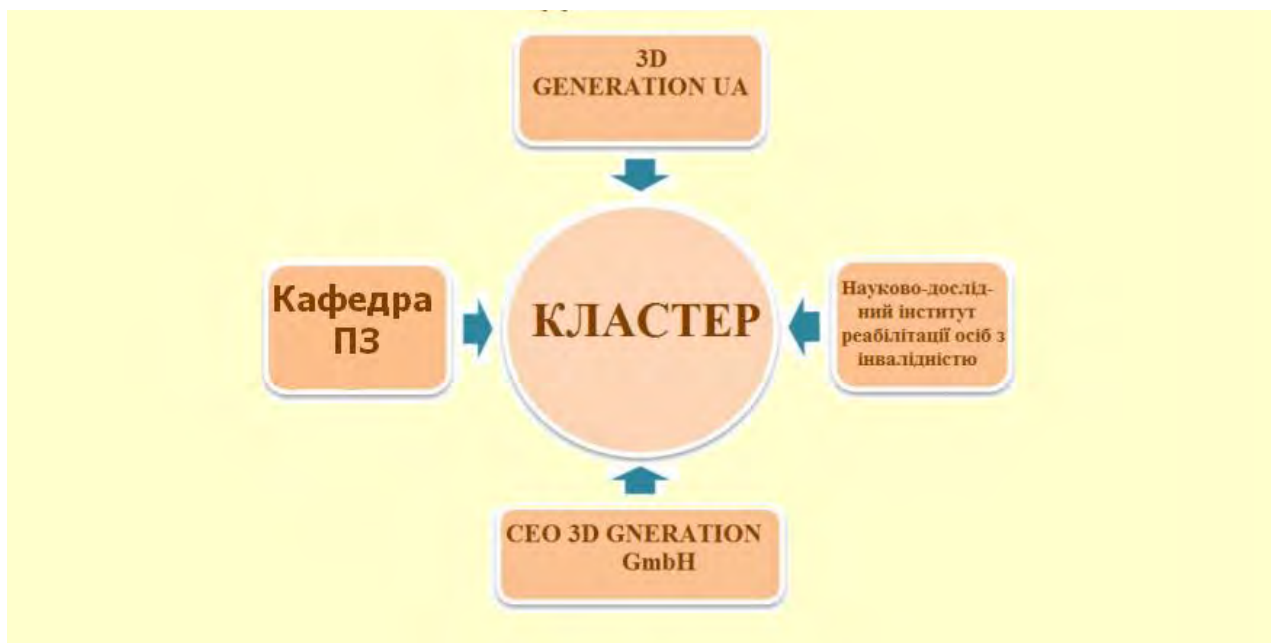 3D
GENERATION UA
Кафедра
ПЗ
КЛАСТЕР
Науково-дослід-
ний інститут
реабілітації осіб з
інвалідністю
CEO 3D GNERATION
GmbH